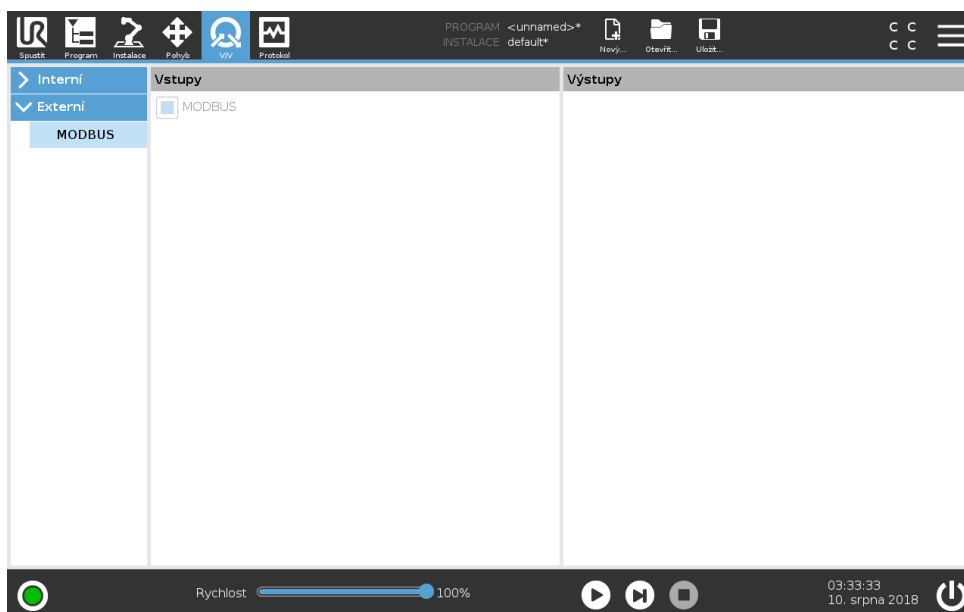 PROGRAM <unnamed>*
INSTALACE default*
C C
C C
Spustit Program Instalace Pohyb V/V Protokol Nový... Otevřít... Uložit...
Interní
Externí
MODBUS
Vstupy
MODBUS
Výstupy
Rychlost 100%
03:33:33
10. srpna 2018